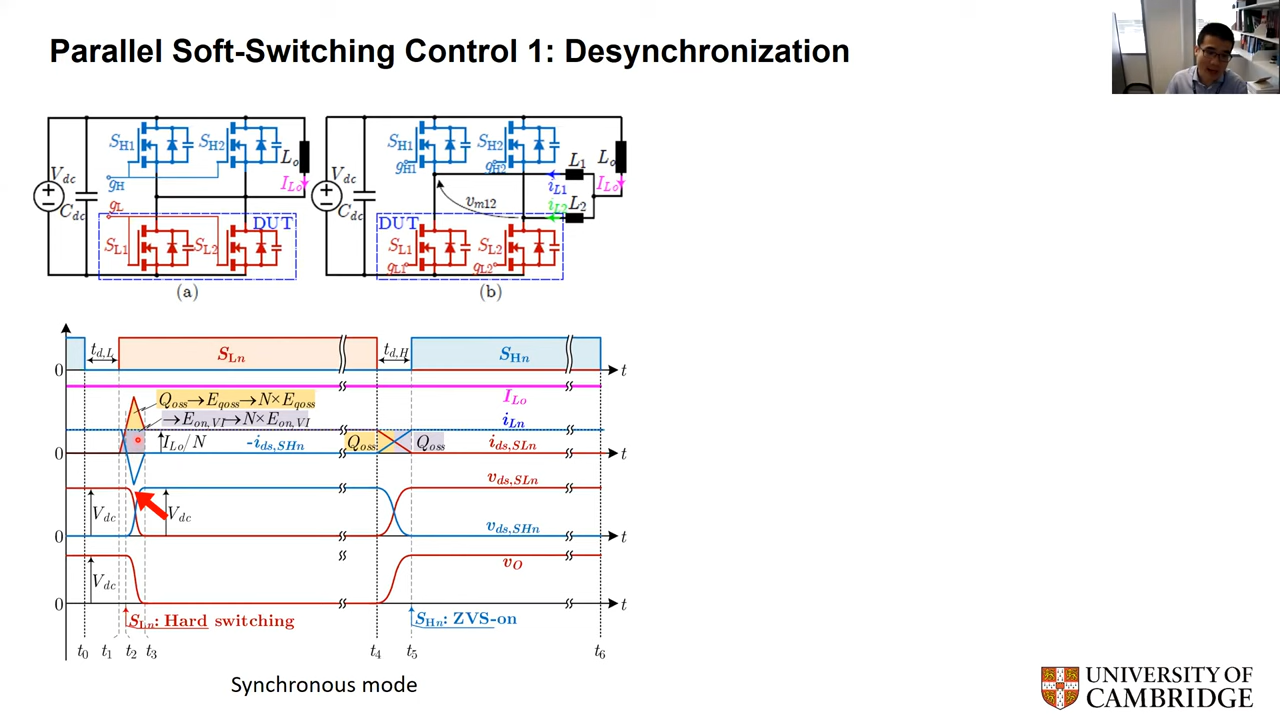 Parallel Soft-Switching Control 1: Desynchronization
S_H1 S_H2 L_o
V_dc g_H I_Lo
C_dc g_L
DUT
S_L1 S_L2
(a)
S_H1 S_H2 L_1 L_o
V_dc g_H1 g_H2 i_L1 I_Lo
C_dc v_m12 i_L2 L_2
DUT
S_L1 S_L2
g_L1 g_L2
(b)
t_d,L S_Ln t_d,H S_Hn
0 t
Q_oss→E_qoss→N×E_qoss I_Lo
→E_on,VI→N×E_on,VI i_Ln
I_Lo/N -i_ds,SHn Q_oss Q_oss i_ds,SLn
0 t
v_ds,SLn
V_dc V_dc v_ds,SHn
0 t
V_dc v_O
0 t
S_Ln: Hard switching S_Hn: ZVS-on
t_0 t_1 t_2 t_3 t_4 t_5 t_6
Synchronous mode
UNIVERSITY OF
CAMBRIDGE